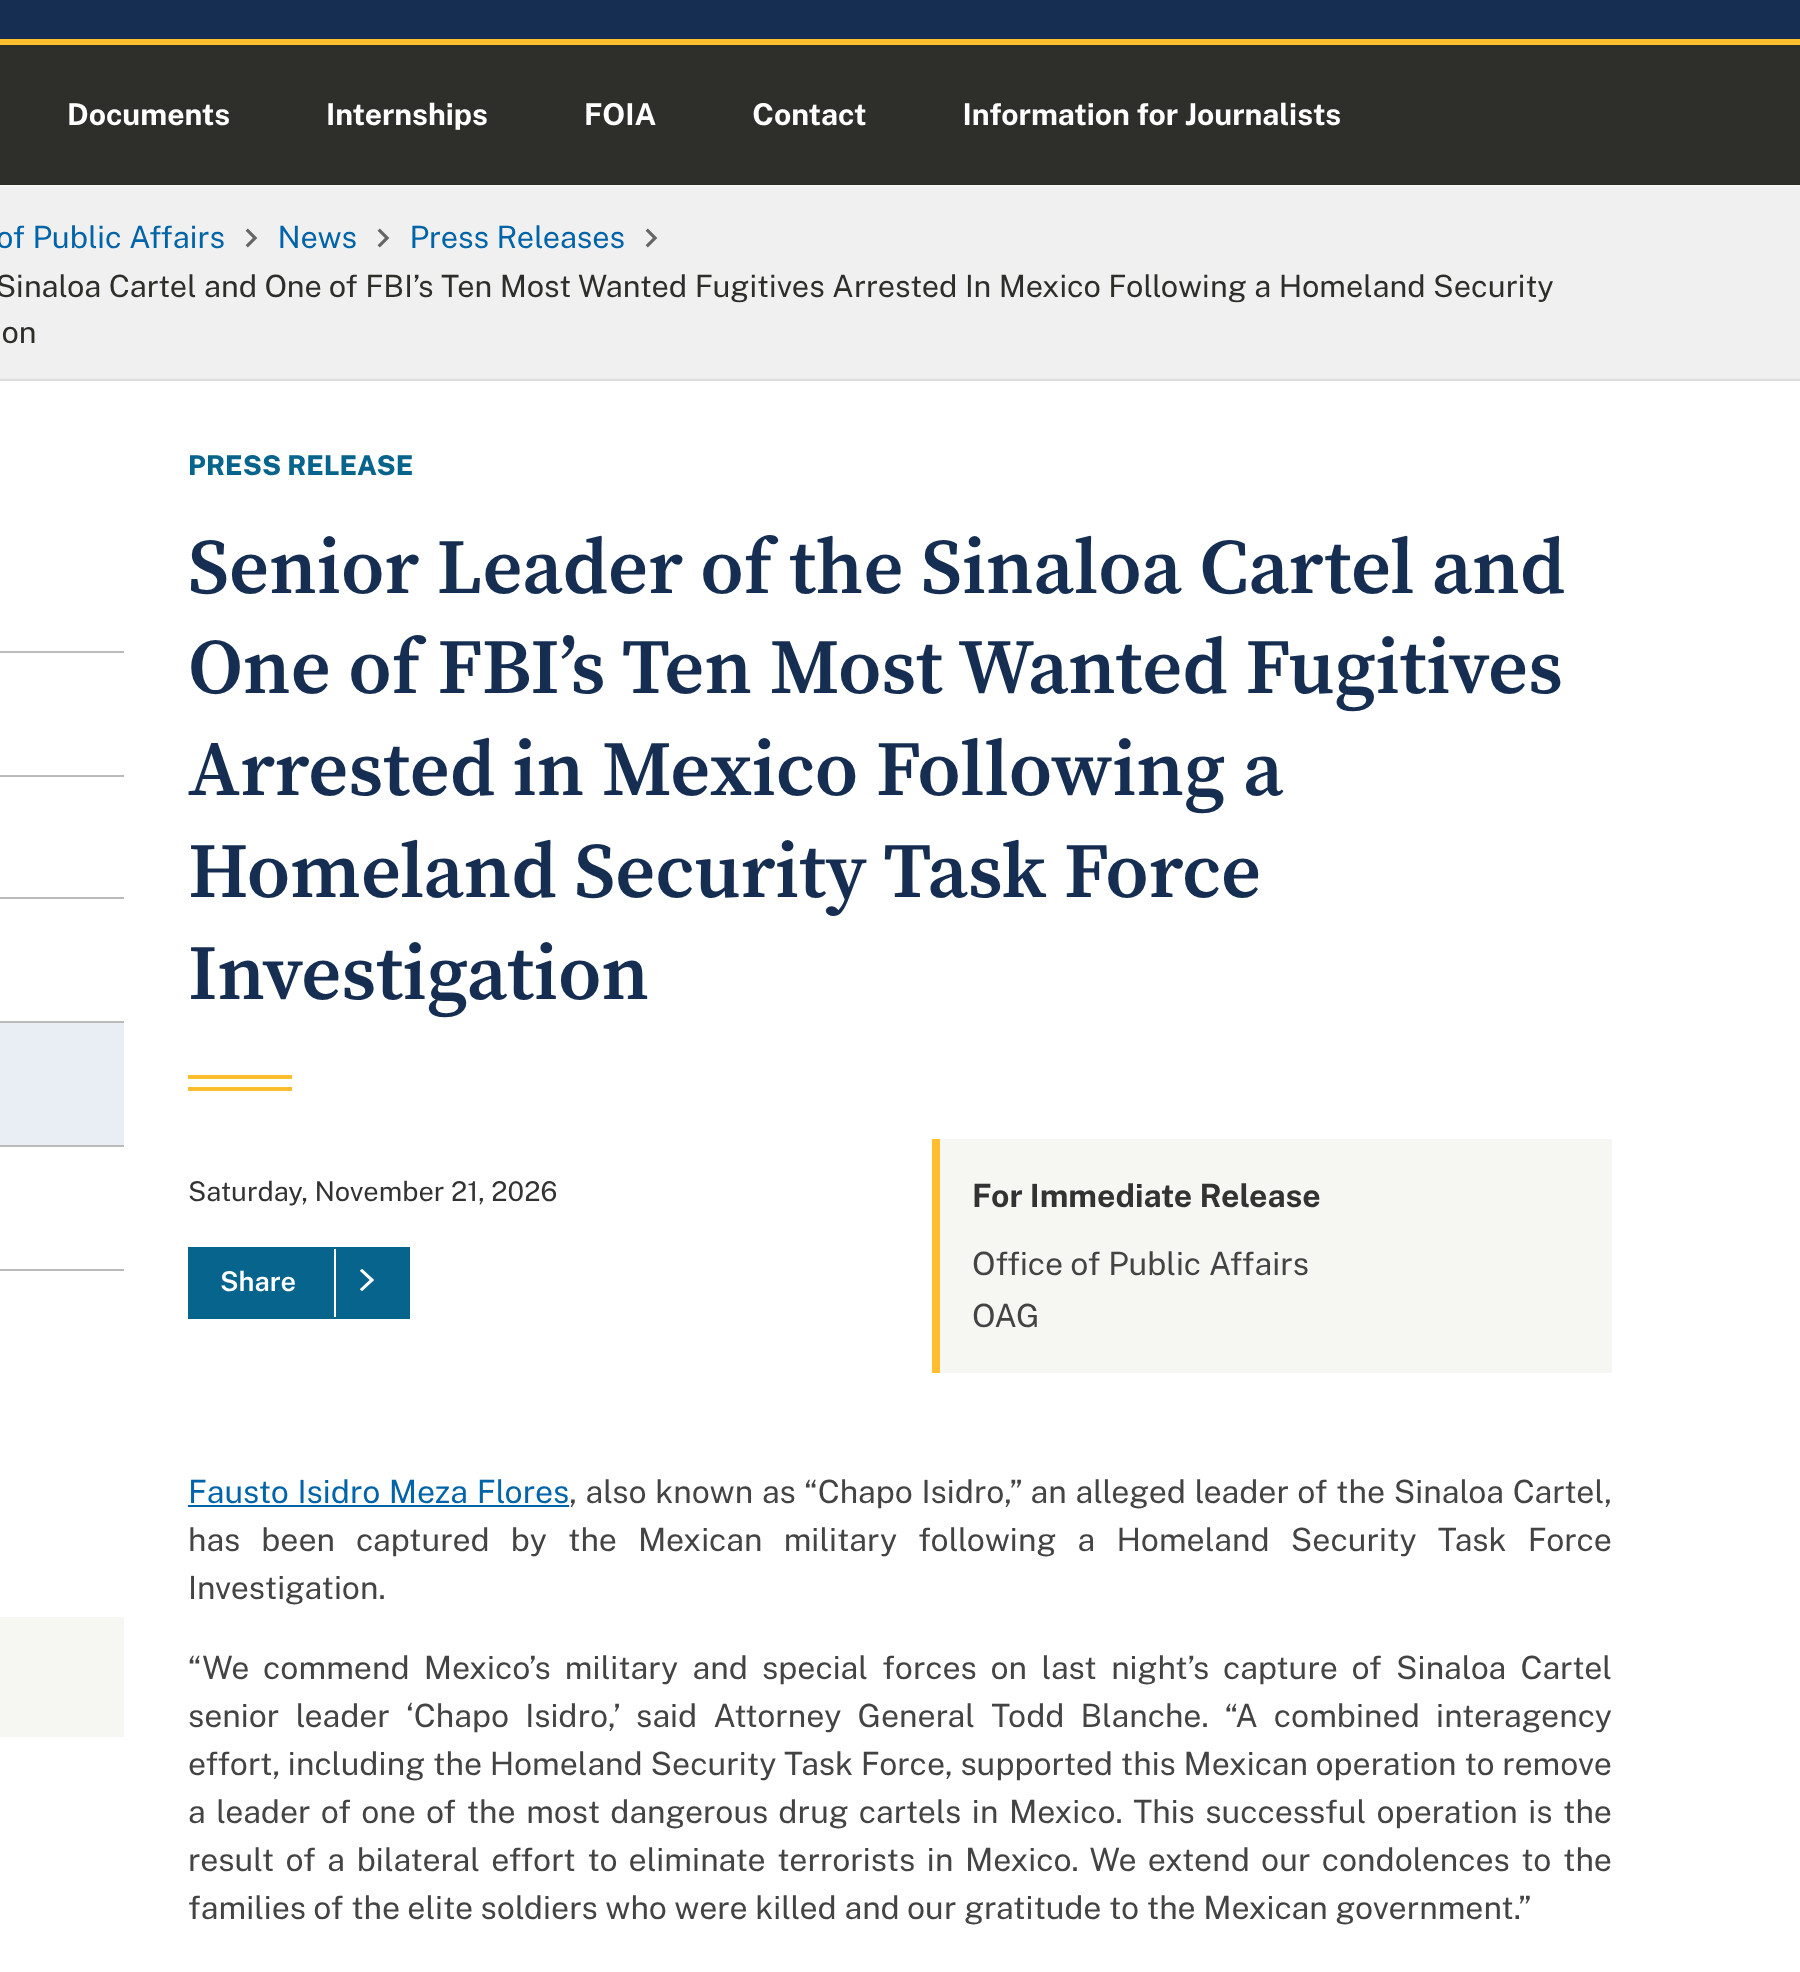 Documents Internships FOIA Contact Information for Journalists
of Public Affairs > News > Press Releases >
Sinaloa Cartel and One of FBI’s Ten Most Wanted Fugitives Arrested In Mexico Following a Homeland Security
on
PRESS RELEASE
Senior Leader of the Sinaloa Cartel and
One of FBI’s Ten Most Wanted Fugitives
Arrested in Mexico Following a
Homeland Security Task Force
Investigation
Saturday, November 21, 2026
Share >
For Immediate Release
Office of Public Affairs
OAG
Fausto Isidro Meza Flores, also known as “Chapo Isidro,” an alleged leader of the Sinaloa Cartel,
has been captured by the Mexican military following a Homeland Security Task Force
Investigation.
“We commend Mexico’s military and special forces on last night’s capture of Sinaloa Cartel
senior leader ‘Chapo Isidro,’ said Attorney General Todd Blanche. “A combined interagency
effort, including the Homeland Security Task Force, supported this Mexican operation to remove
a leader of one of the most dangerous drug cartels in Mexico. This successful operation is the
result of a bilateral effort to eliminate terrorists in Mexico. We extend our condolences to the
families of the elite soldiers who were killed and our gratitude to the Mexican government.”